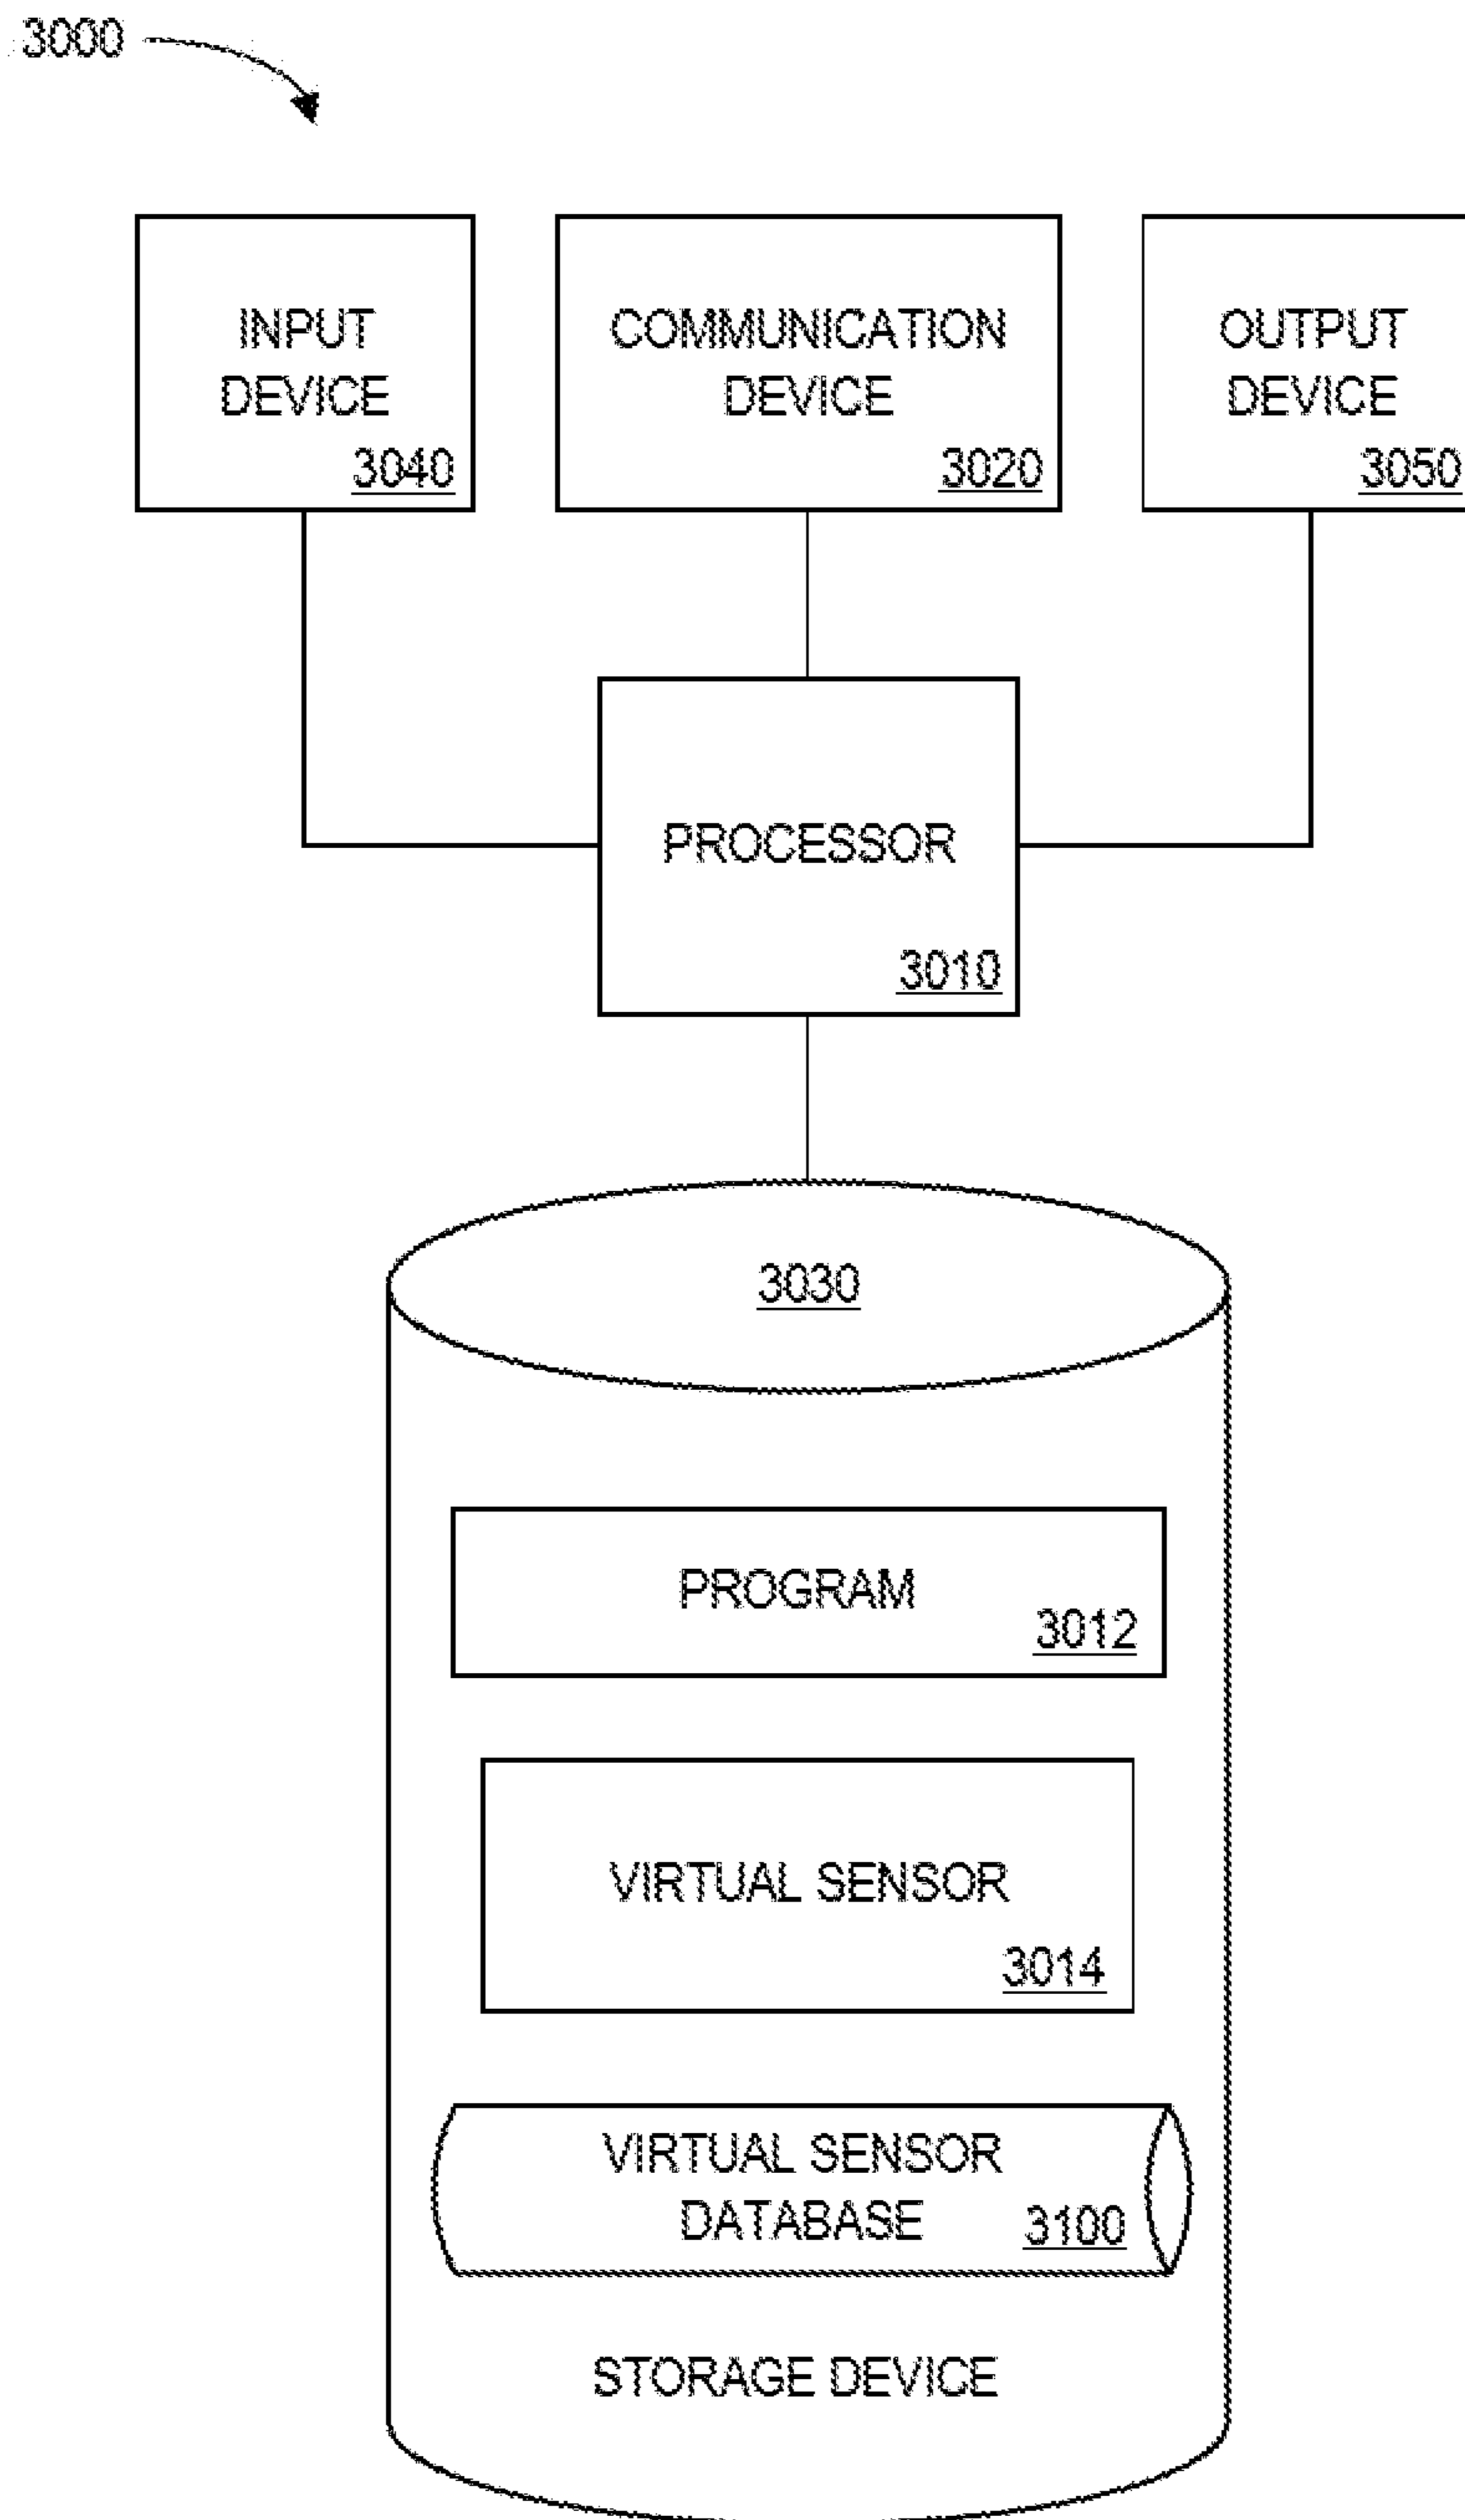 3000
INPUT
DEVICE
3040
COMMUNICATION
DEVICE
3020
OUTPUT
DEVICE
3050
PROCESSOR
3010
3030
PROGRAM
3012
VIRTUAL SENSOR
3014
VIRTUAL SENSOR
DATABASE
3100
STORAGE DEVICE